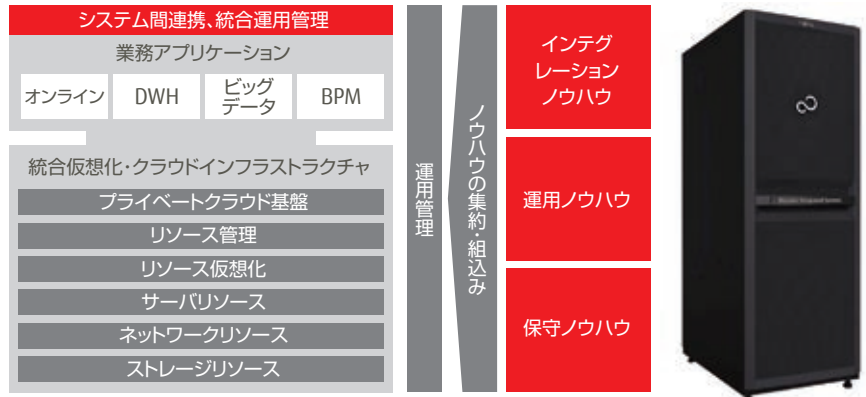 システム間連携、統合運用管理
業務アプリケーション
オンライン
DWH
ビッグ
データ
BPM
統合仮想化・クラウドインフラストラクチャ
プライベートクラウド基盤
リソース管理
リソース仮想化
サーバリソース
ネットワークリソース
ストレージリソース
運用管理
ノウハウの集約・組込み
インテグ
レーション
ノウハウ
運用ノウハウ
保守ノウハウ